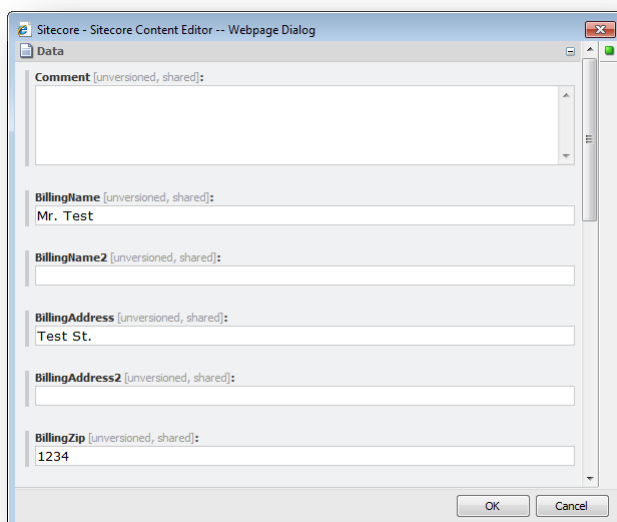 Sitecore - Sitecore Content Editor -- Webpage Dialog
Data
Comment [unversioned, shared]:
BillingName [unversioned, shared]:
Mr. Test
BillingName2 [unversioned, shared]:
BillingAddress [unversioned, shared]:
Test St.
BillingAddress2 [unversioned, shared]:
BillingZip [unversioned, shared]:
1234
OK Cancel